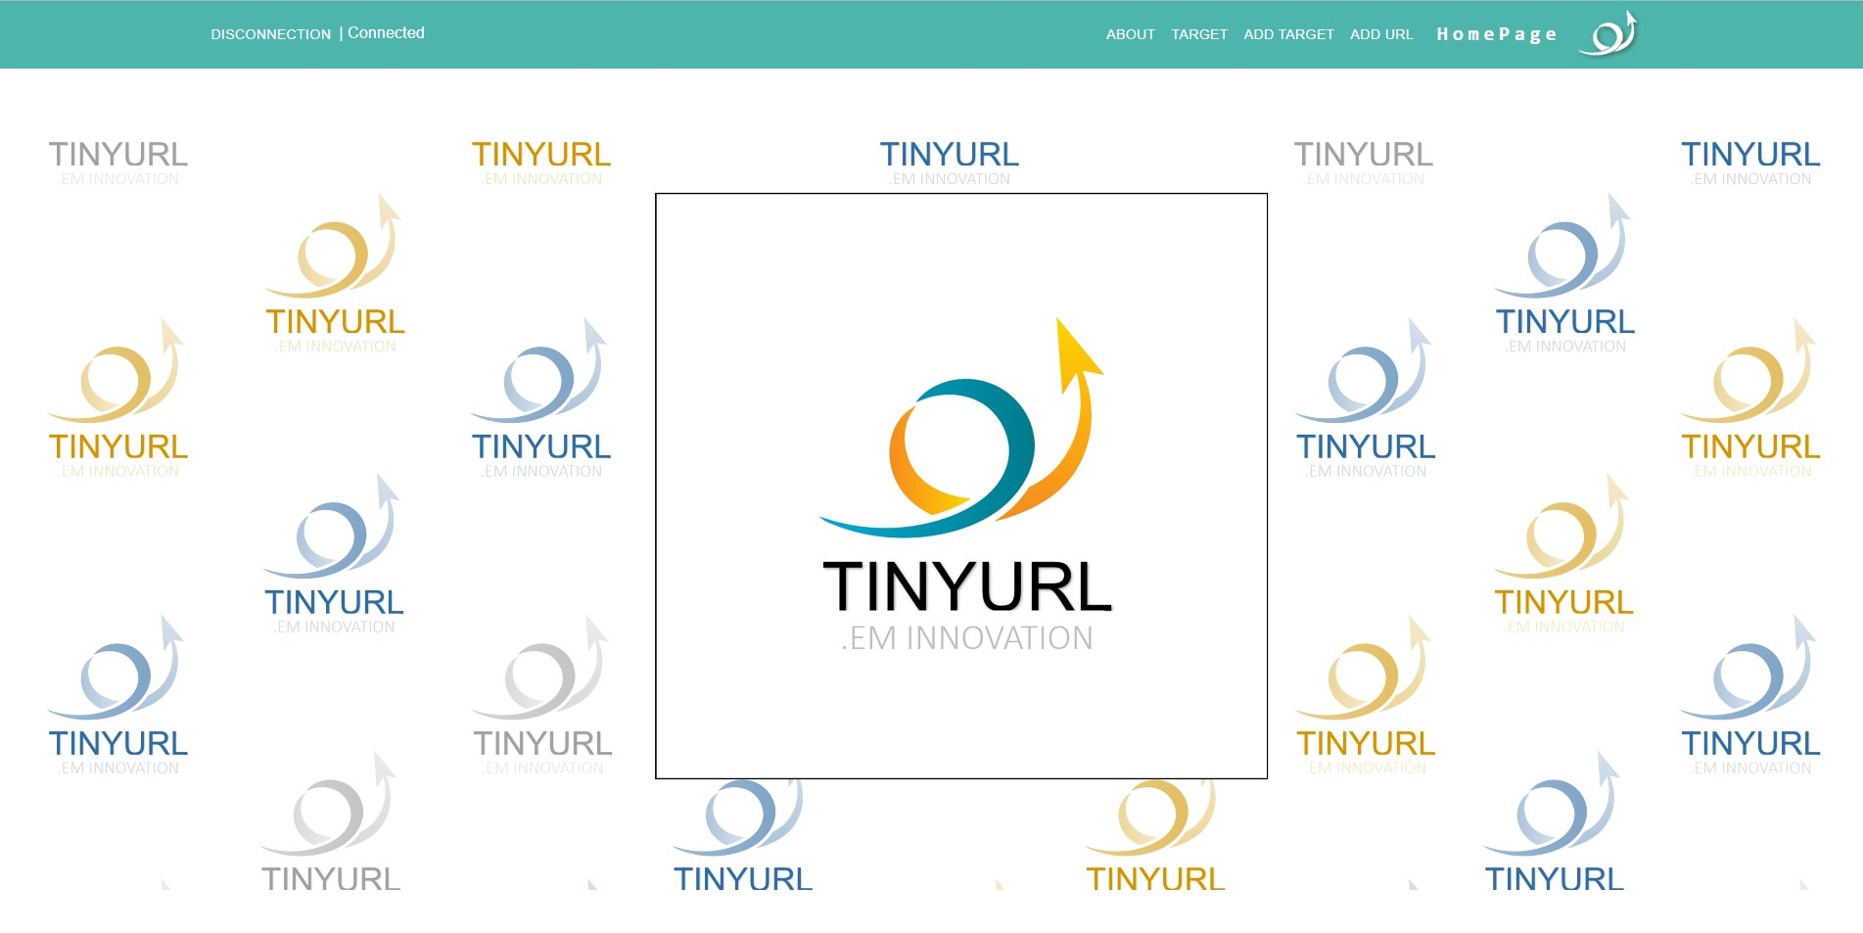 DISCONNECTION | Connected ABOUT TARGET ADD TARGET ADD URL HomePage
TINYURL TINYURL TINYURL TINYURL TINYURL
.EM INNOVATION .EM INNOVATION .EM INNOVATION .EM INNOVATION .EM INNOVATION
TINYURL TINYURL
.EM INNOVATION .EM INNOVATION
TINYURL TINYURL TINYURL TINYURL
.EM INNOVATION .EM INNOVATION .EM INNOVATION .EM INNOVATION
TINYURL
.EM INNOVATION
TINYURL TINYURL
.EM INNOVATION .EM INNOVATION
TINYURL TINYURL TINYURL TINYURL
.EM INNOVATION .EM INNOVATION .EM INNOVATION .EM INNOVATION
TINYURL TINYURL TINYURL TINYURL